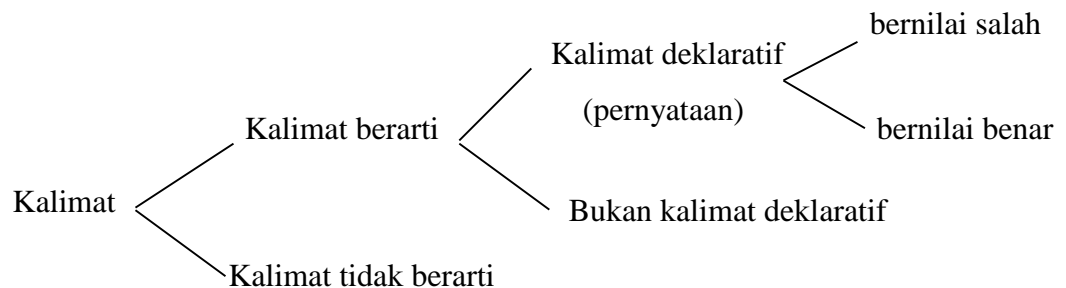 bernilai salah
Kalimat deklaratif
(pernyataan)
Kalimat berarti
bernilai benar
Kalimat
Bukan kalimat deklaratif
Kalimat tidak berarti